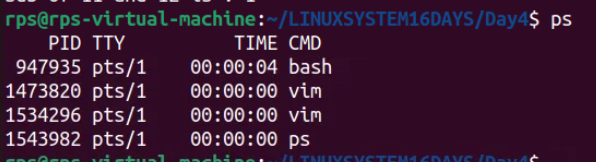 rps@rps-virtual-machine:~/LINUXSYSTEM16DAYS/Day4$ ps
PID TTY TIME CMD
947935 pts/1 00:00:04 bash
1473820 pts/1 00:00:00 vim
1534296 pts/1 00:00:00 vim
1543982 pts/1 00:00:00 ps
rps@rps-virtual-machine:~/LINUXSYSTEM16DAYS/Day4$